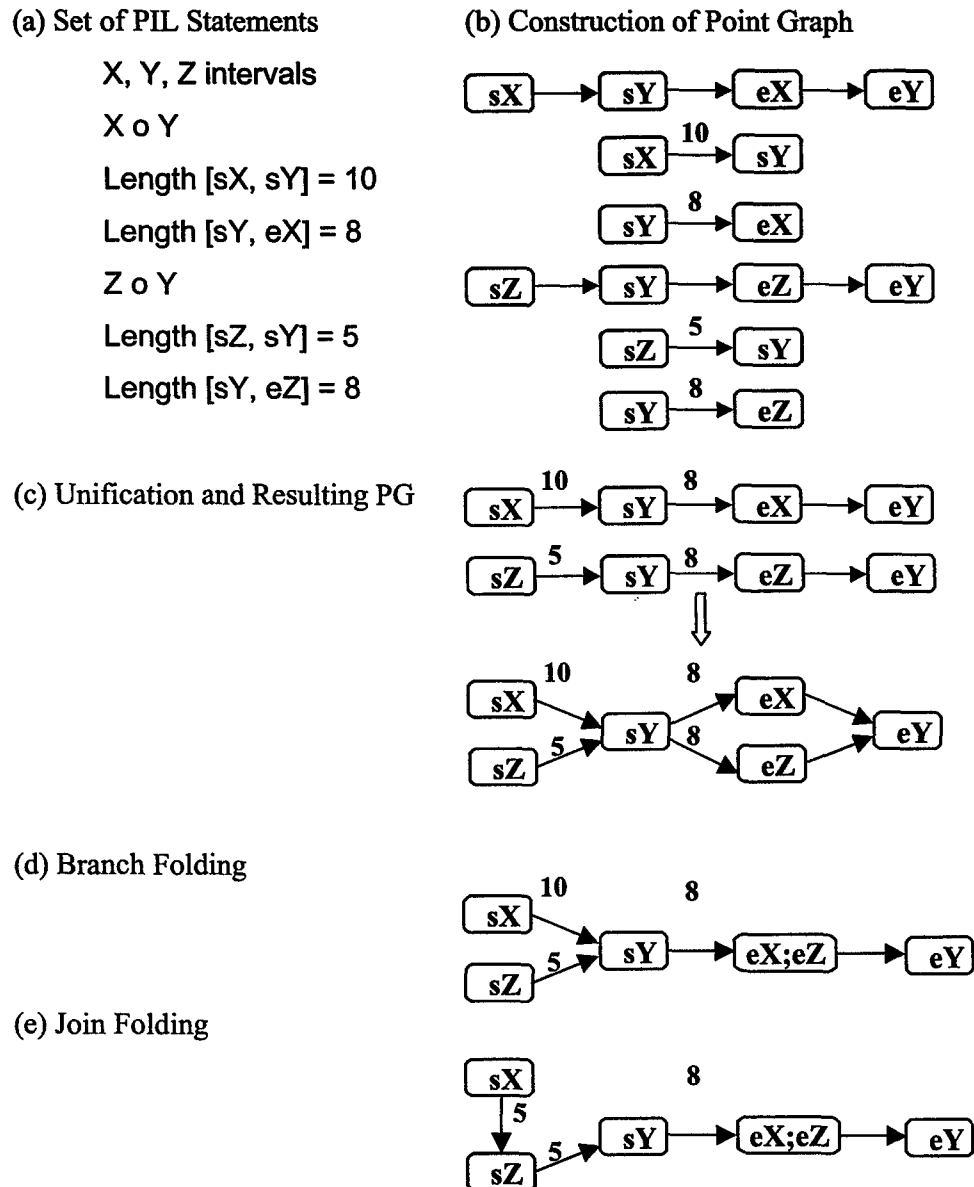 (a) Set of PIL Statements
X, Y, Z intervals
X o Y
Length [sX, sY] = 10
Length [sY, eX] = 8
Z o Y
Length [sZ, sY] = 5
Length [sY, eZ] = 8
(b) Construction of Point Graph
sX sY eX eY
10
sX sY
8
sY eX
sZ sY eZ eY
5
sZ sY
8
sY eZ
(c) Unification and Resulting PG
10 8
sX sY eX eY
5 8
sZ sY eZ eY
10 8
sX eX
sY eY
5 8
sZ eZ
(d) Branch Folding
10 8
sX
sY eX;eZ eY
5
sZ
(e) Join Folding
sX 8
5
sY eX;eZ eY
5
sZ